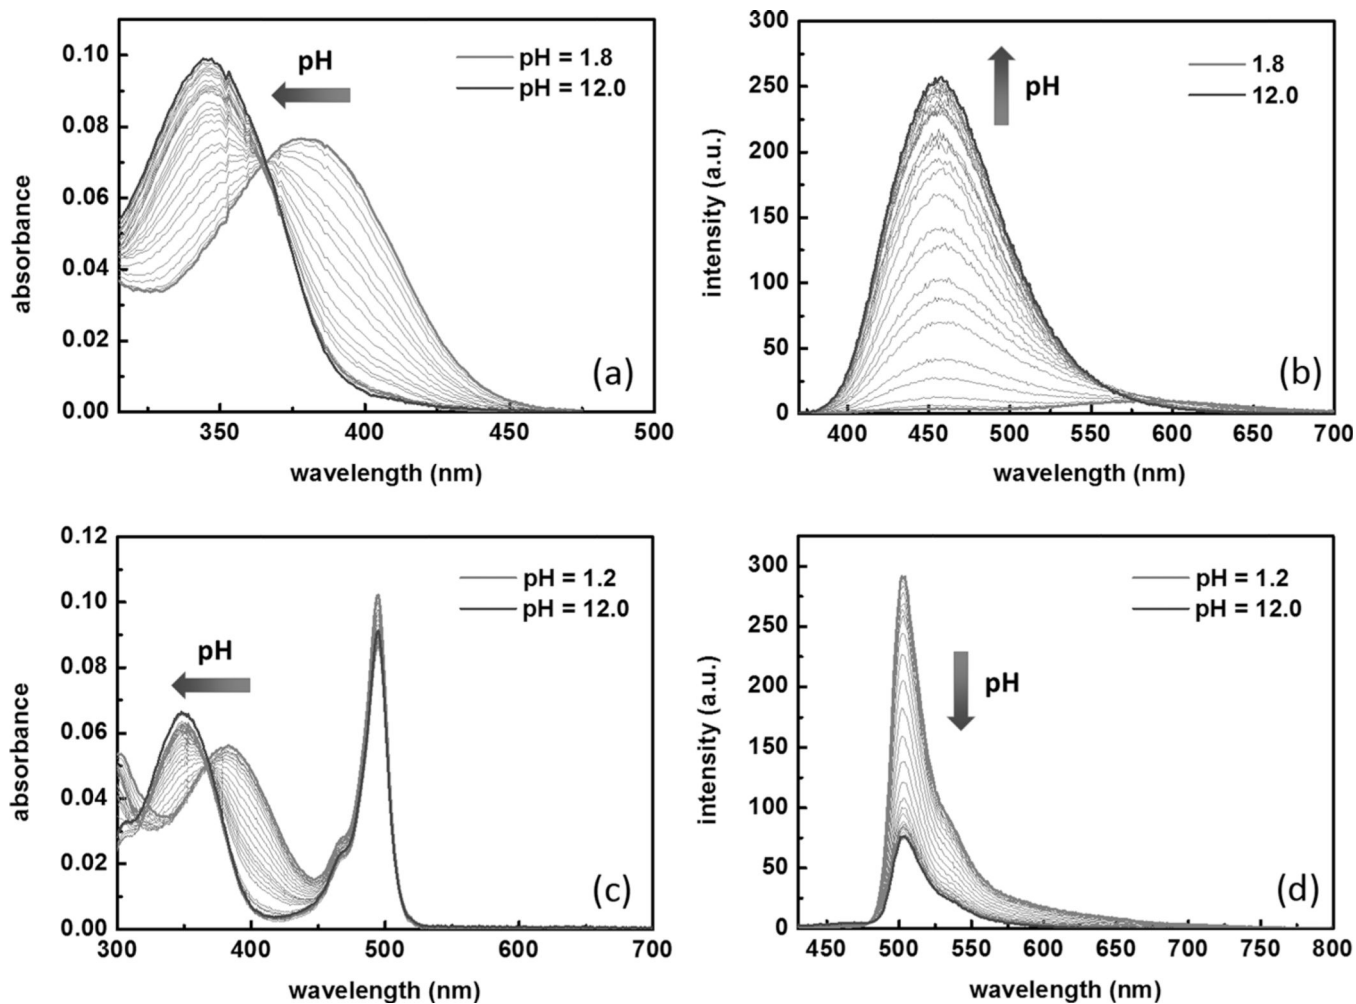 0.10
0.08
0.06
0.04
0.02
0.00
absorbance
pH
pH = 1.8
pH = 12.0
(a)
350 400 450 500
wavelength (nm)
300
250
200
150
100
50
0
intensity (a.u.)
pH
1.8
12.0
(b)
400 450 500 550 600 650 700
wavelength (nm)
0.12
0.10
0.08
0.06
0.04
0.02
0.00
absorbance
pH
pH = 1.2
pH = 12.0
(c)
300 400 500 600 700
wavelength (nm)
300
250
200
150
100
50
0
intensity (a.u.)
pH
pH = 1.2
pH = 12.0
(d)
450 500 550 600 650 700 750 800
wavelength (nm)